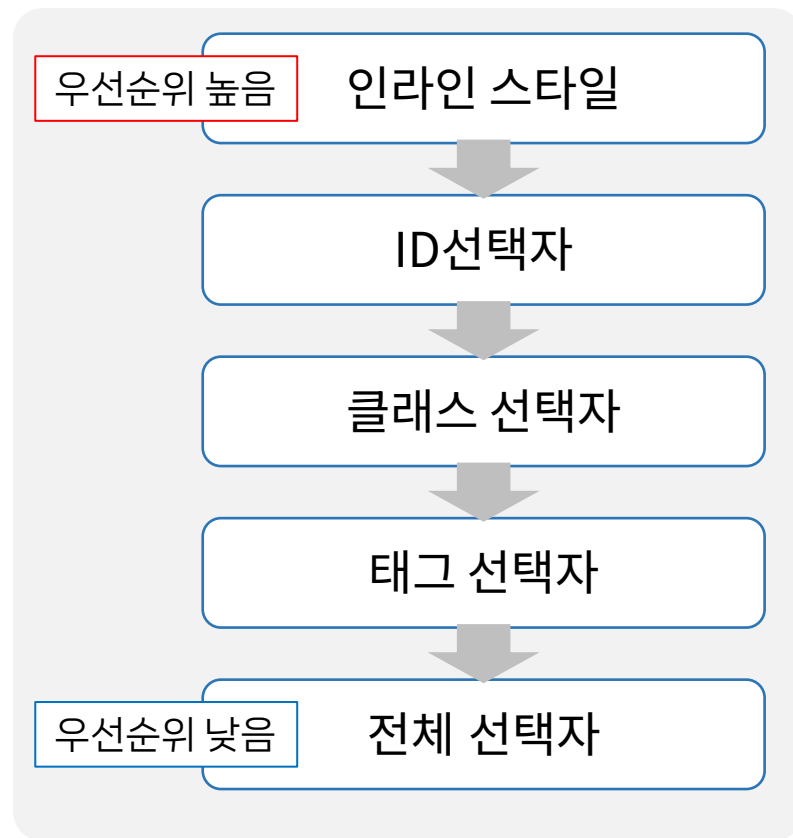 우선순위 높음
인라인 스타일
ID선택자
클래스 선택자
태그 선택자
우선순위 낮음
전체 선택자